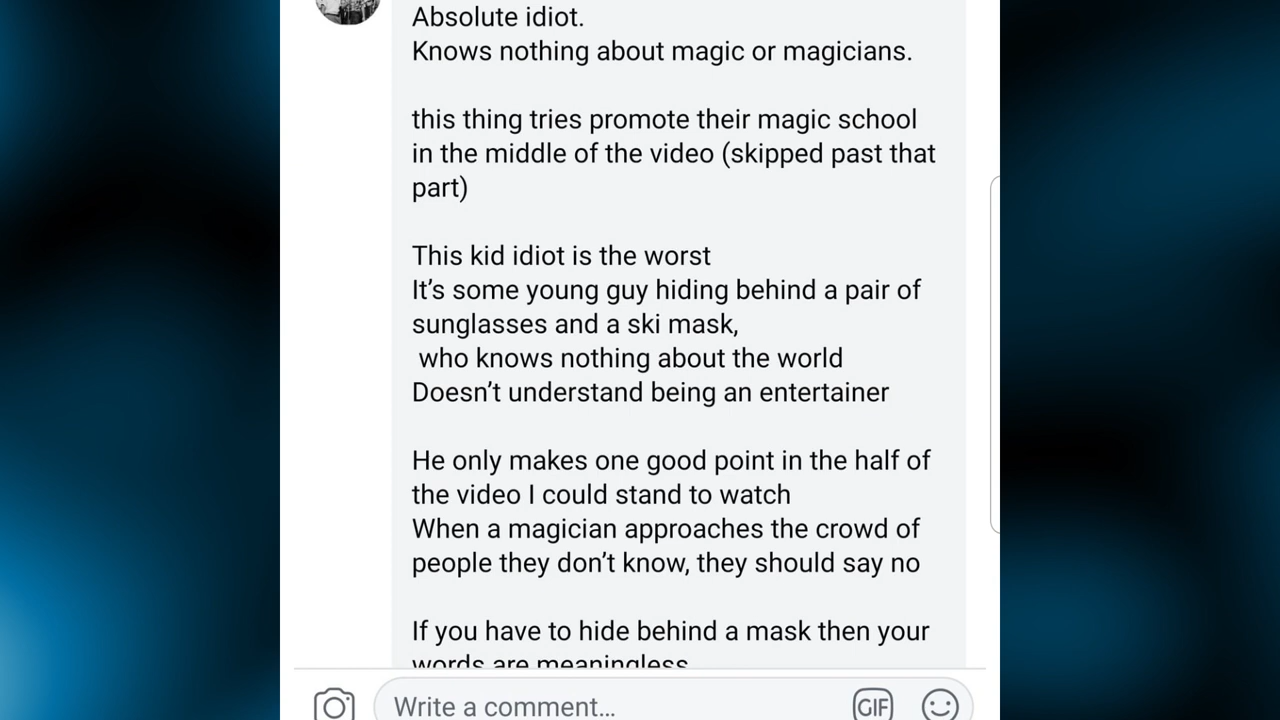 Absolute idiot.
Knows nothing about magic or magicians.
this thing tries promote their magic school
in the middle of the video (skipped past that
part)
This kid idiot is the worst
It’s some young guy hiding behind a pair of
sunglasses and a ski mask,
who knows nothing about the world
Doesn’t understand being an entertainer
He only makes one good point in the half of
the video I could stand to watch
When a magician approaches the crowd of
people they don’t know, they should say no
If you have to hide behind a mask then your
words are meaningless
Write a comment...
GIF